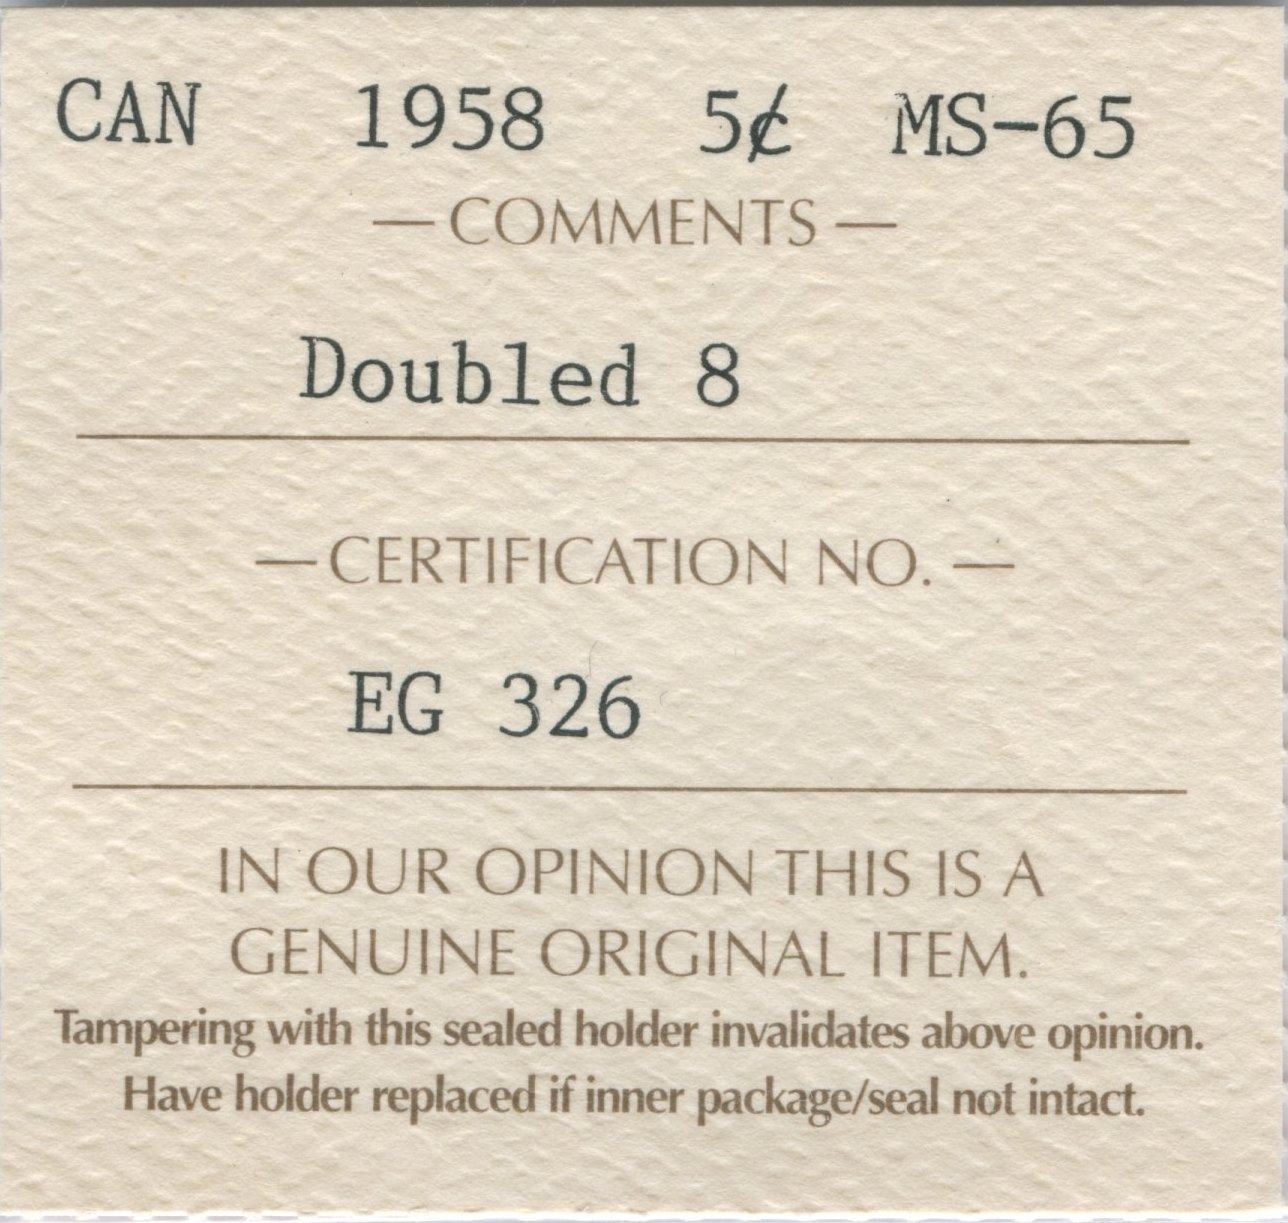 CAN 1958 5¢ MS-65
— COMMENTS —
Doubled 8
— CERTIFICATION NO. —
EG 326
IN OUR OPINION THIS IS A
GENUINE ORIGINAL ITEM.
Tampering with this sealed holder invalidates above opinion.
Have holder replaced if inner package/seal not intact.